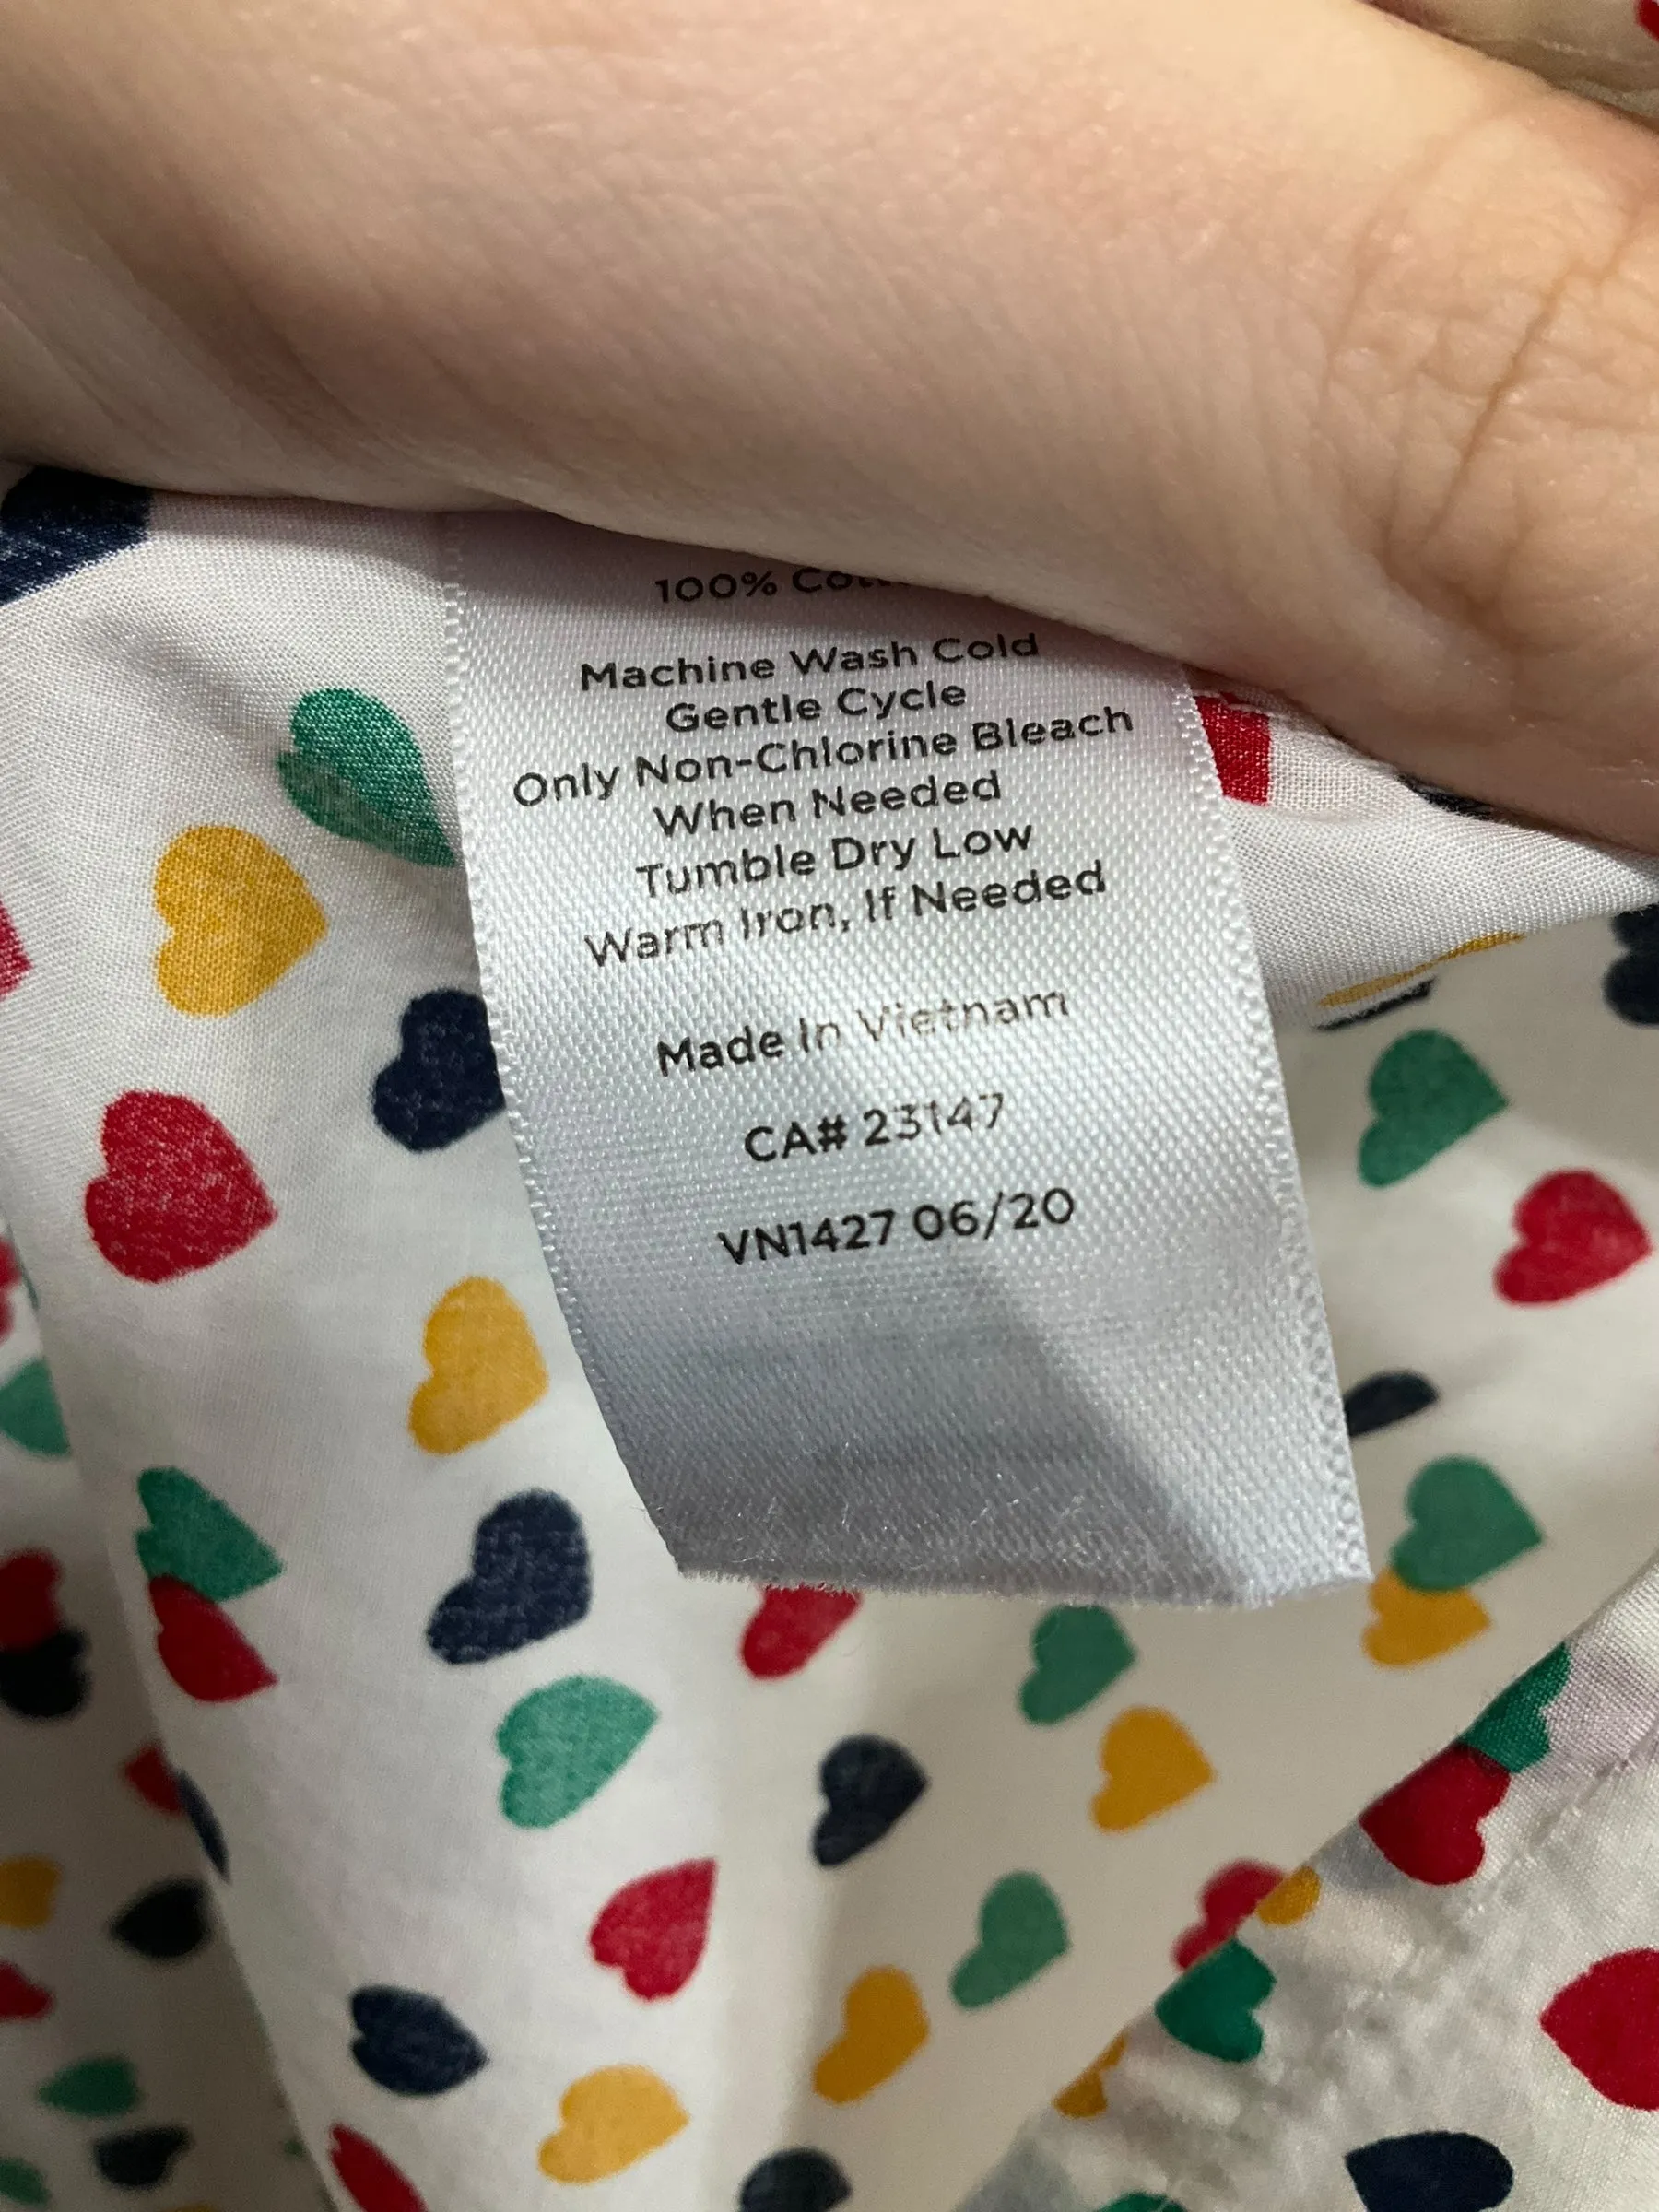 100%
Machine Wash Cold
Gentle Cycle
Only Non-Chlorine Bleach
When Needed
Tumble Dry Low
Warm Iron, If Needed
Made In Vietnam
CA# 23147
VN1427 06/20